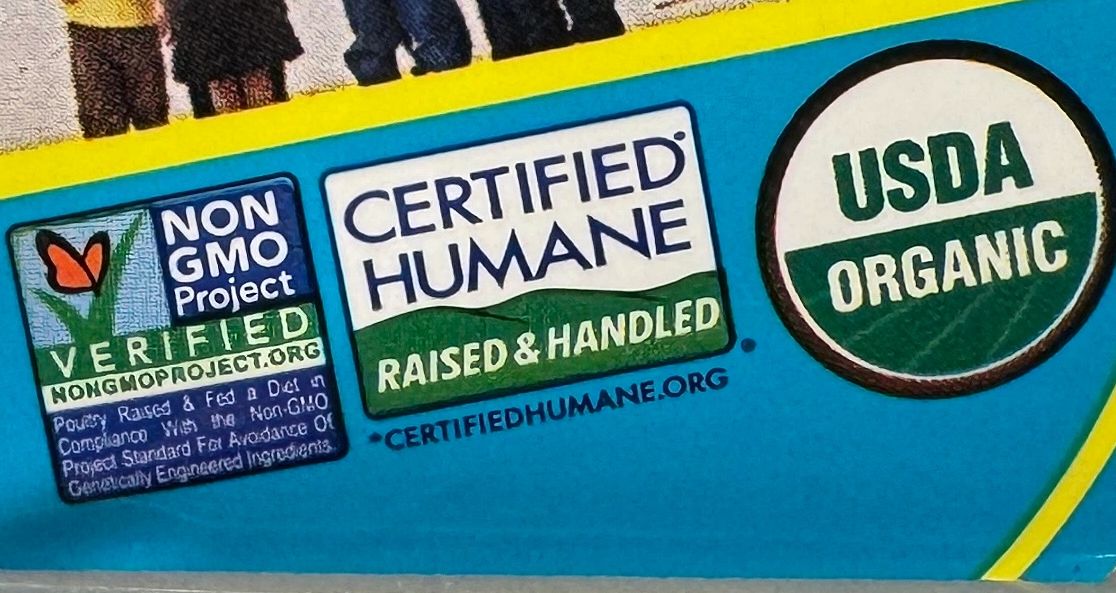 NON
GMO
Project
VERIFIED
NONGMOPROJECT.ORG
Poultry Raised & Fed a Diet in
Compliance With the Non-GMO
Project Standard For Avoidance Of
Genetically Engineered Ingredients.
CERTIFIED
HUMANE
RAISED & HANDLED
*CERTIFIEDHUMANE.ORG
USDA
ORGANIC